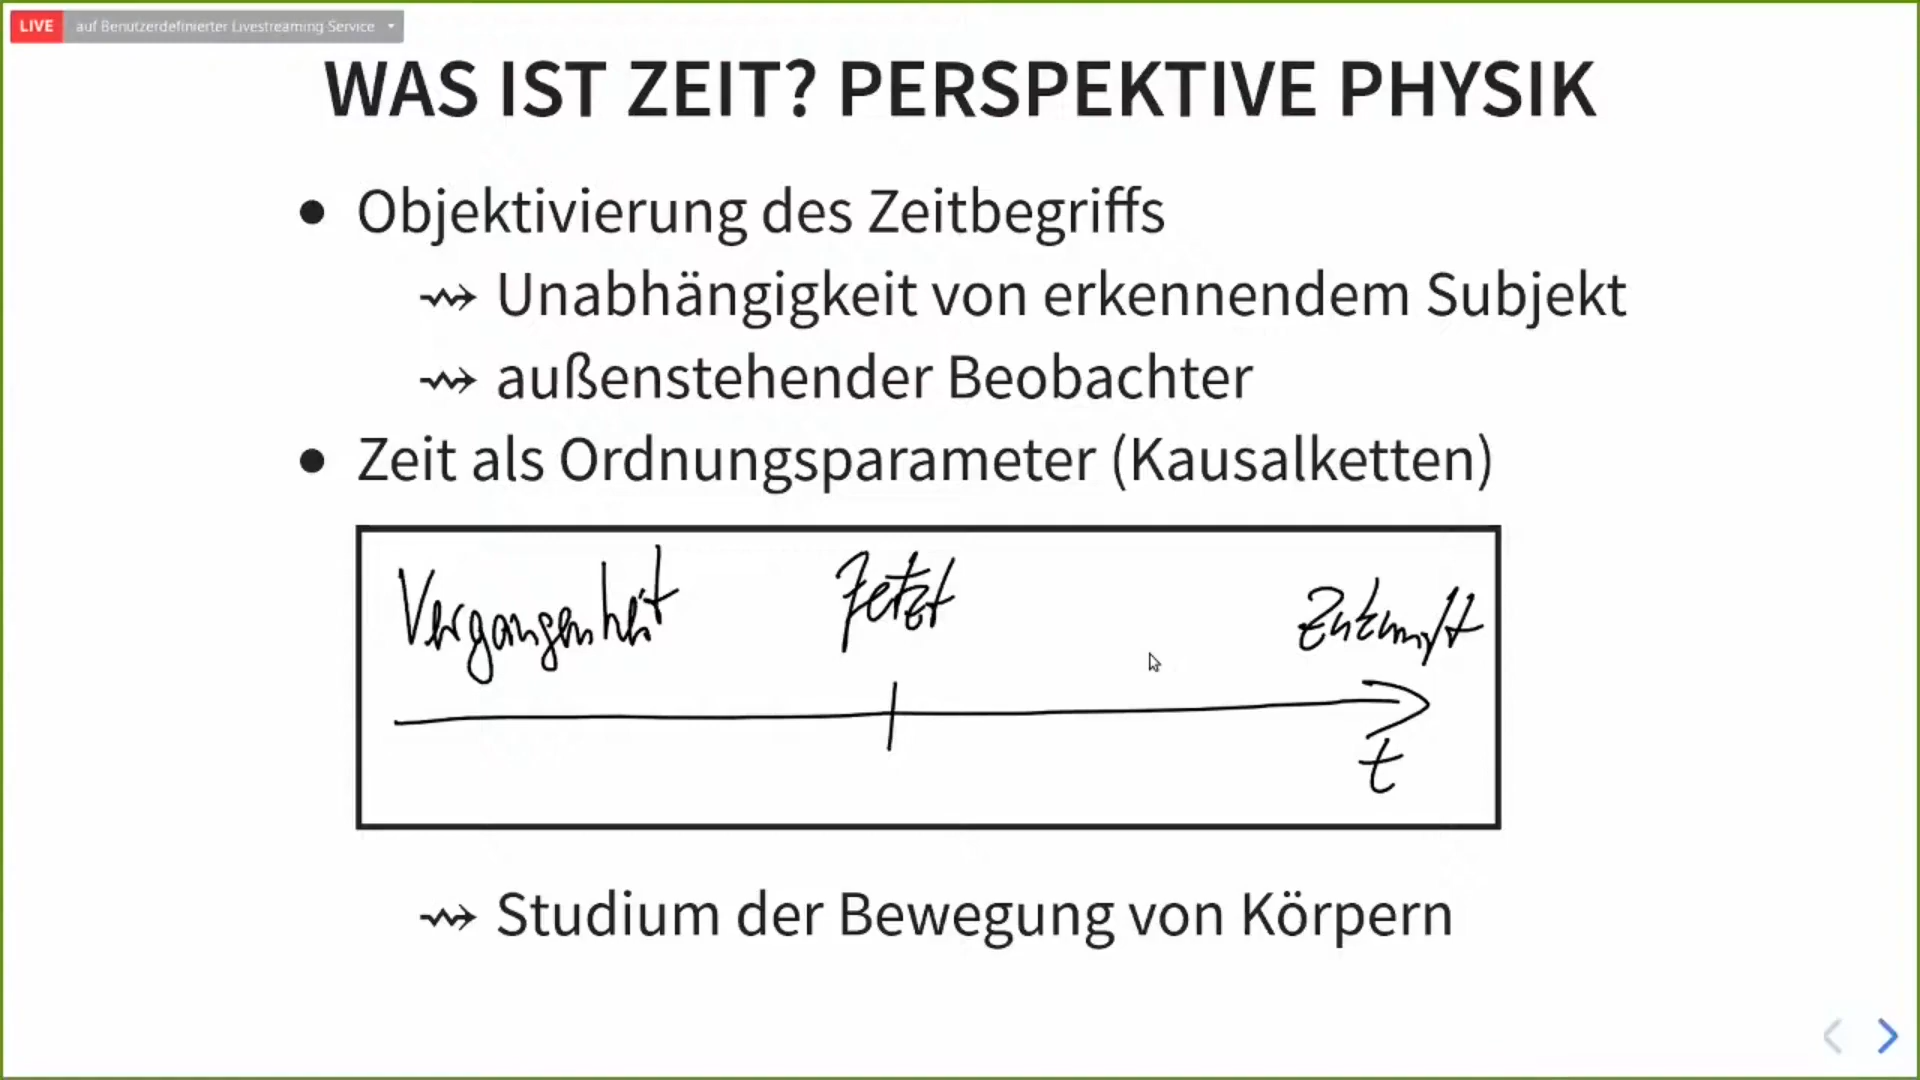 LIVE auf Benutzerdefinierter Livestreaming Service
WAS IST ZEIT? PERSPEKTIVE PHYSIK
• Objektivierung des Zeitbegriffs
⇝ Unabhängigkeit von erkennendem Subjekt
⇝ außenstehender Beobachter
• Zeit als Ordnungsparameter (Kausalketten)
Vergangenheit Jetzt Zukunft
t
⇝ Studium der Bewegung von Körpern